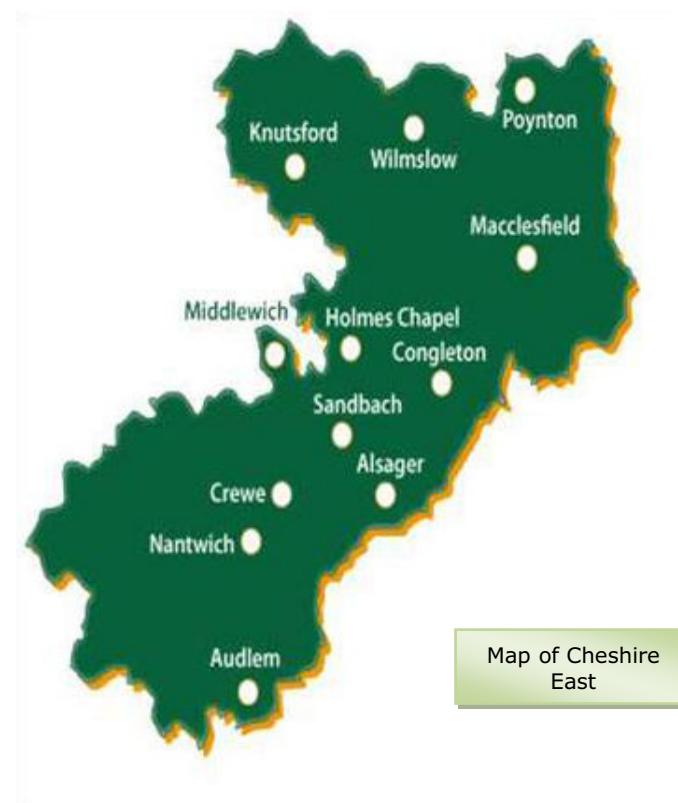 Poynton
Knutsford
Wilmslow
Macclesfield
Middlewich
Holmes Chapel
Congleton
Sandbach
Alsager
Crewe
Nantwich
Audlem
Map of Cheshire
East